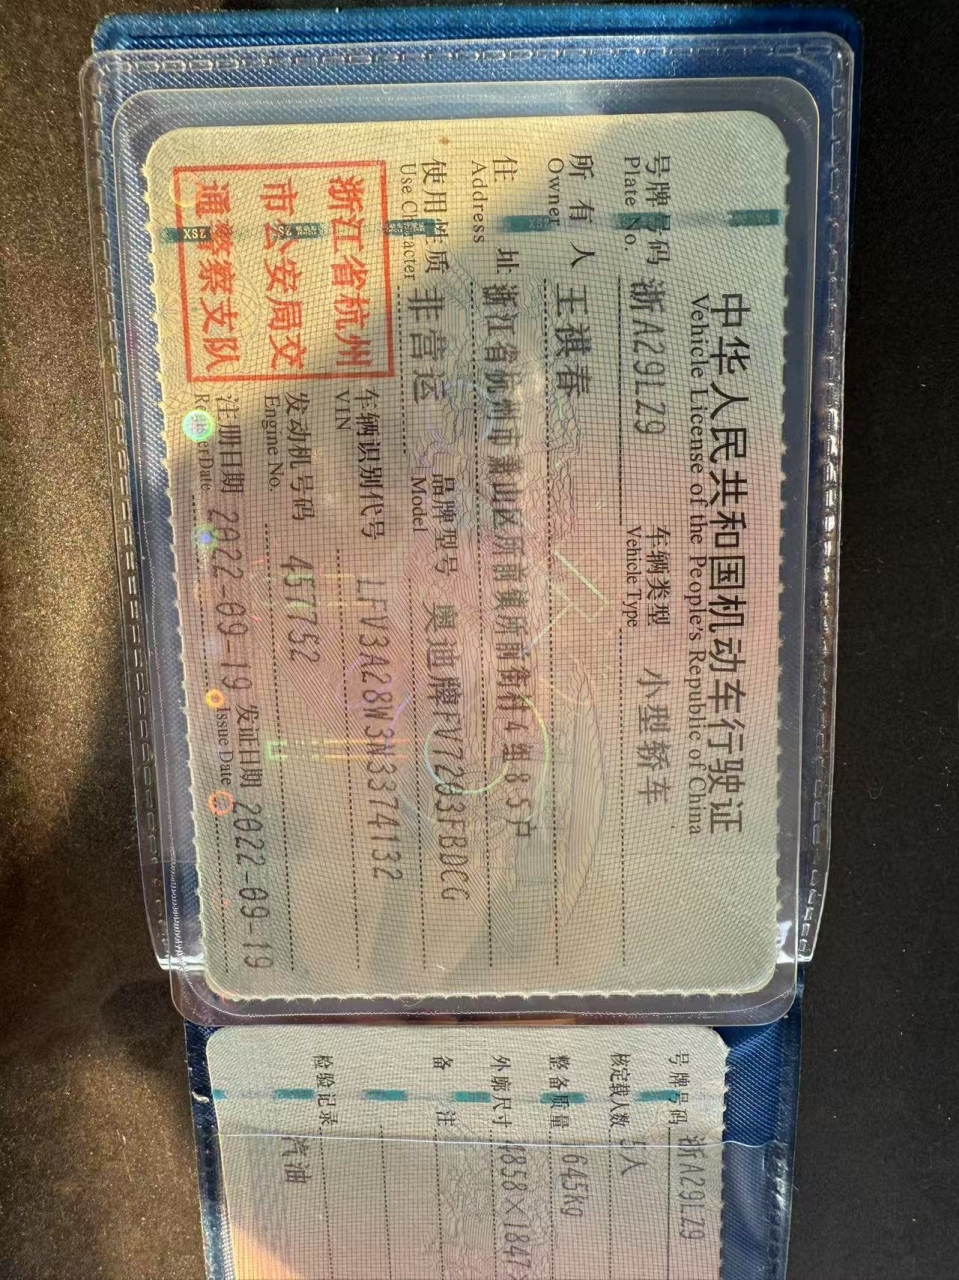 中华人民共和国机动车行驶证
Vehicle License of the People's Republic of China
号牌号码 浙A29LZ9 车辆类型 小型轿车
Plate No. Vehicle Type
所有人 王祺春
Owner
住址 浙江省杭州市萧山区所前镇所前街村4组85户
Address
使用性质 非营运 品牌型号 奥迪牌FV7203FBDCG
Use Character Model
浙江省杭州
市公安局交
通警察支队
车辆识别代号 LFV3A28W3N3374132
VIN
发动机号码 457752
Engine No.
注册日期 2022-09-19 发证日期 2022-09-19
Register Date Issue Date
号牌号码 浙A29LZ9
核定载人数 5人
整备质量 1645kg
外廓尺寸 4858×1847×
备注
检验记录
汽油